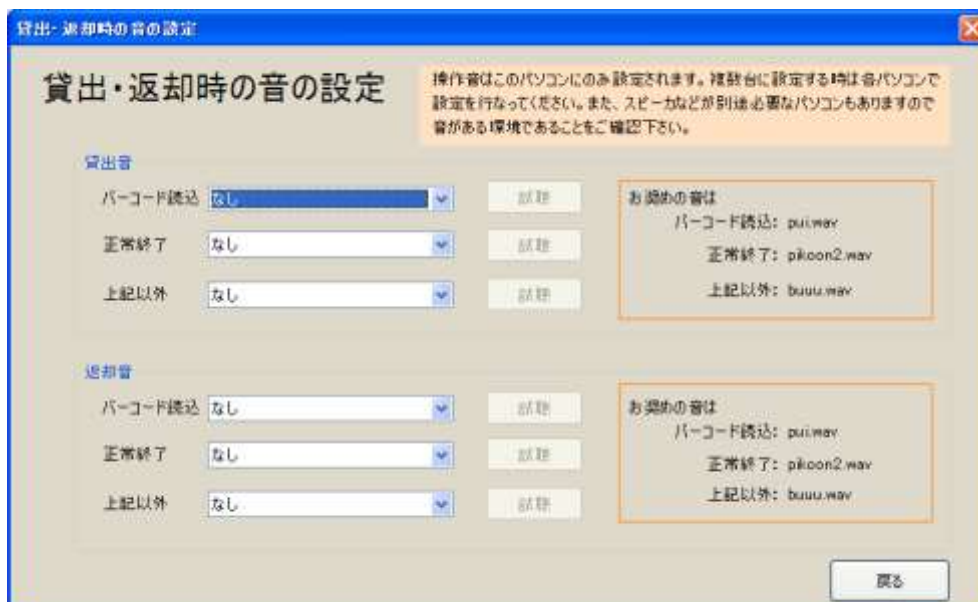 貸出・返却時の音の設定
貸出・返却時の音の設定
操作音はこのパソコンにのみ設定されます。複数台に設定する時は各パソコンで
設定を行なってください。また、スピーカなどが別途必要なパソコンもありますので
音がある環境であることをご確認下さい。
貸出音
バーコード読込 なし 試聴
正常終了 なし 試聴
上記以外 なし 試聴
お奨めの音は
バーコード読込: pui.wav
正常終了: pikoon2.wav
上記以外: buuu.wav
返却音
バーコード読込 なし 試聴
正常終了 なし 試聴
上記以外 なし 試聴
お奨めの音は
バーコード読込: pui.wav
正常終了: pikoon2.wav
上記以外: buuu.wav
戻る